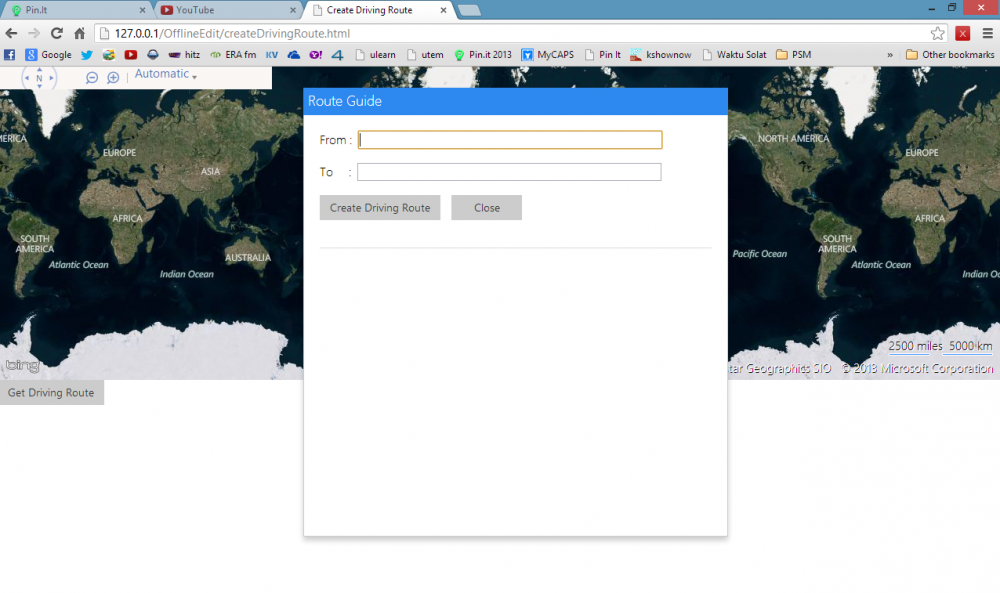 Pin.It
YouTube
Create Driving Route
127.0.0.1/OfflineEdit/createDrivingRoute.html
Google
hitz
ERA fm
KV
ulearn
utem
Pin.it 2013
MyCAPS
Pin It
kshownow
Waktu Solat
PSM
»
Other bookmarks
N
Automatic
Route Guide
From :
To :
Create Driving Route
Close
MERICA
EUROPE
ASIA
AFRICA
SOUTH
AMERICA
AUSTRALIA
Atlantic Ocean
Indian Ocean
NORTH AMERICA
EUROPE
AFRICA
SOUTH
AMERICA
Pacific Ocean
Atlantic Ocean
Indian O
2500 miles 5000 km
bing
tar Geographics SIO © 2013 Microsoft Corporation
Get Driving Route